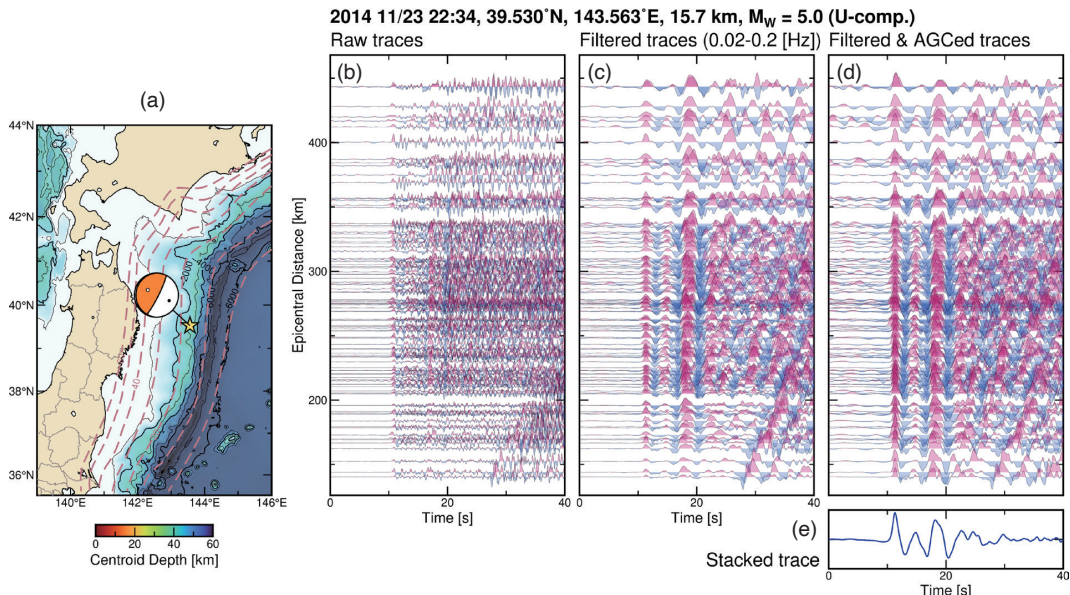 2014 11/23 22:34, 39.530˚N, 143.563˚E, 15.7 km, MW = 5.0 (U-comp.)
Raw traces
Filtered traces (0.02-0.2 [Hz])
Filtered & AGCed traces
(a)
(b)
(c)
(d)
44˚N
42˚N
40˚N
38˚N
36˚N
140˚E
142˚E
144˚E
146˚E
2000
6000
40
0
20
40
60
Centroid Depth [km]
Epicentral Distance [km]
400
300
200
0
20
40
Time [s]
0
20
40
Time [s]
(e)
Stacked trace
0
20
40
Time [s]